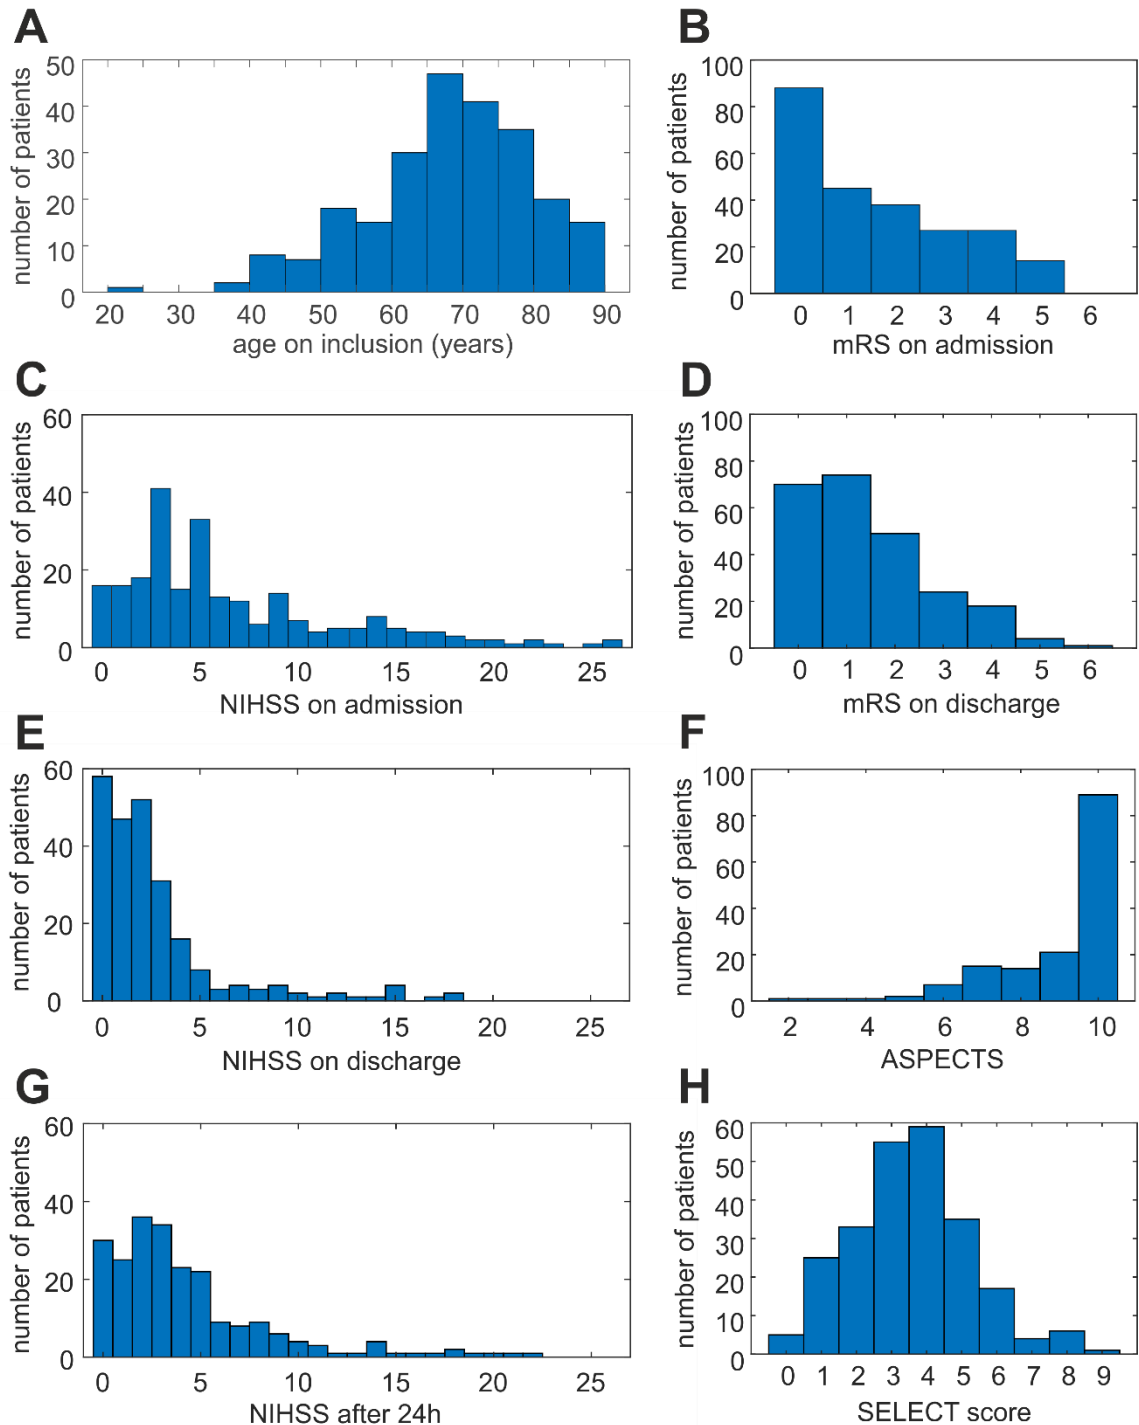 A
number of patients
50
40
30
20
10
0
20 30 40 50 60 70 80 90
age on inclusion (years)
B
number of patients
100
80
60
40
20
0
0 1 2 3 4 5 6
mRS on admission
C
number of patients
60
40
20
0
0 5 10 15 20 25
NIHSS on admission
D
number of patients
100
80
60
40
20
0
0 1 2 3 4 5 6
mRS on discharge
E
number of patients
60
40
20
0
0 5 10 15 20 25
NIHSS on discharge
F
number of patients
100
80
60
40
20
0
2 4 6 8 10
ASPECTS
G
number of patients
60
40
20
0
0 5 10 15 20 25
NIHSS after 24h
H
number of patients
60
50
40
30
20
10
0
0 1 2 3 4 5 6 7 8 9
SELECT score